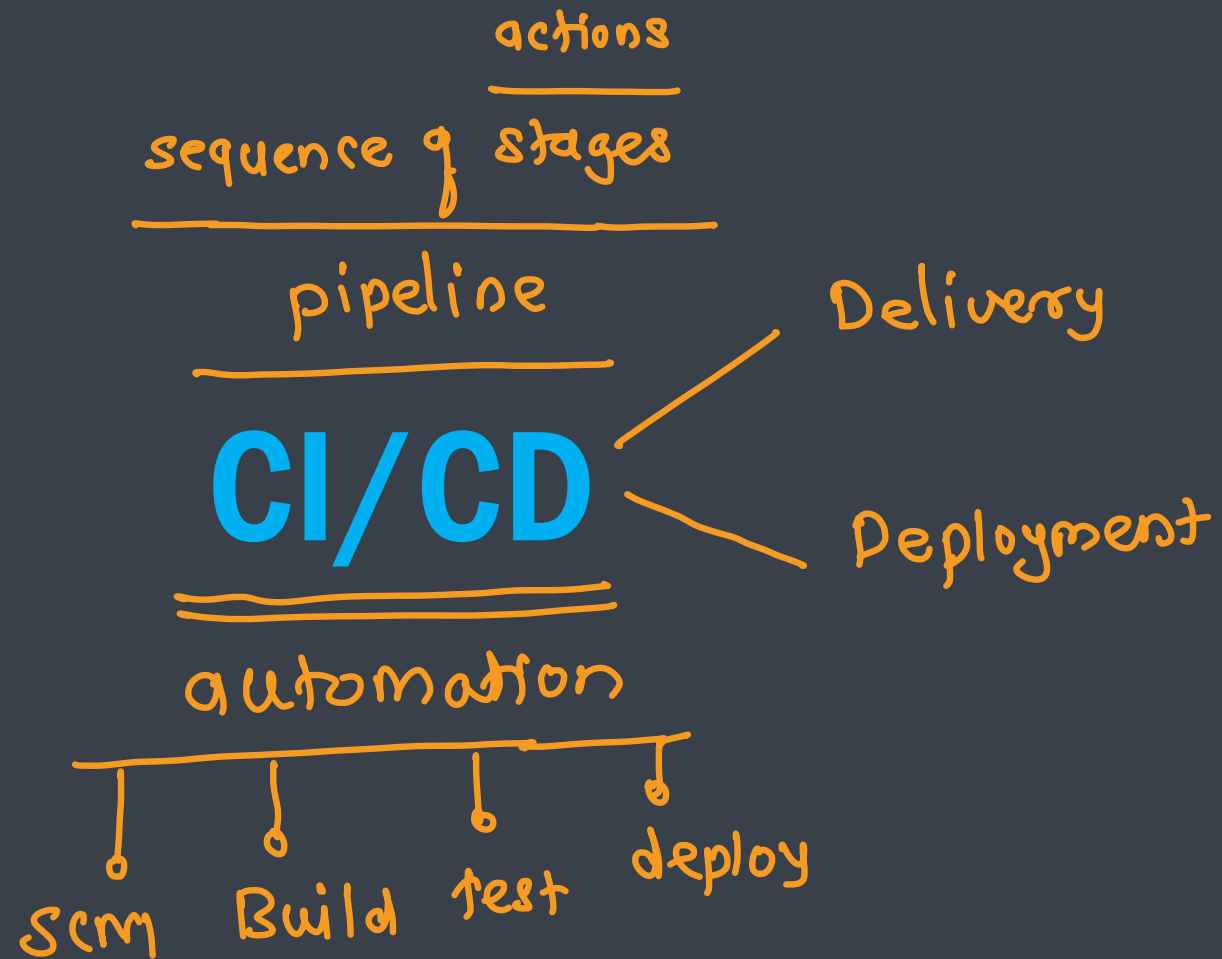 actions
sequence of stages
pipeline
Delivery
CI/CD
Deployment
automation
scm
Build
test
deploy